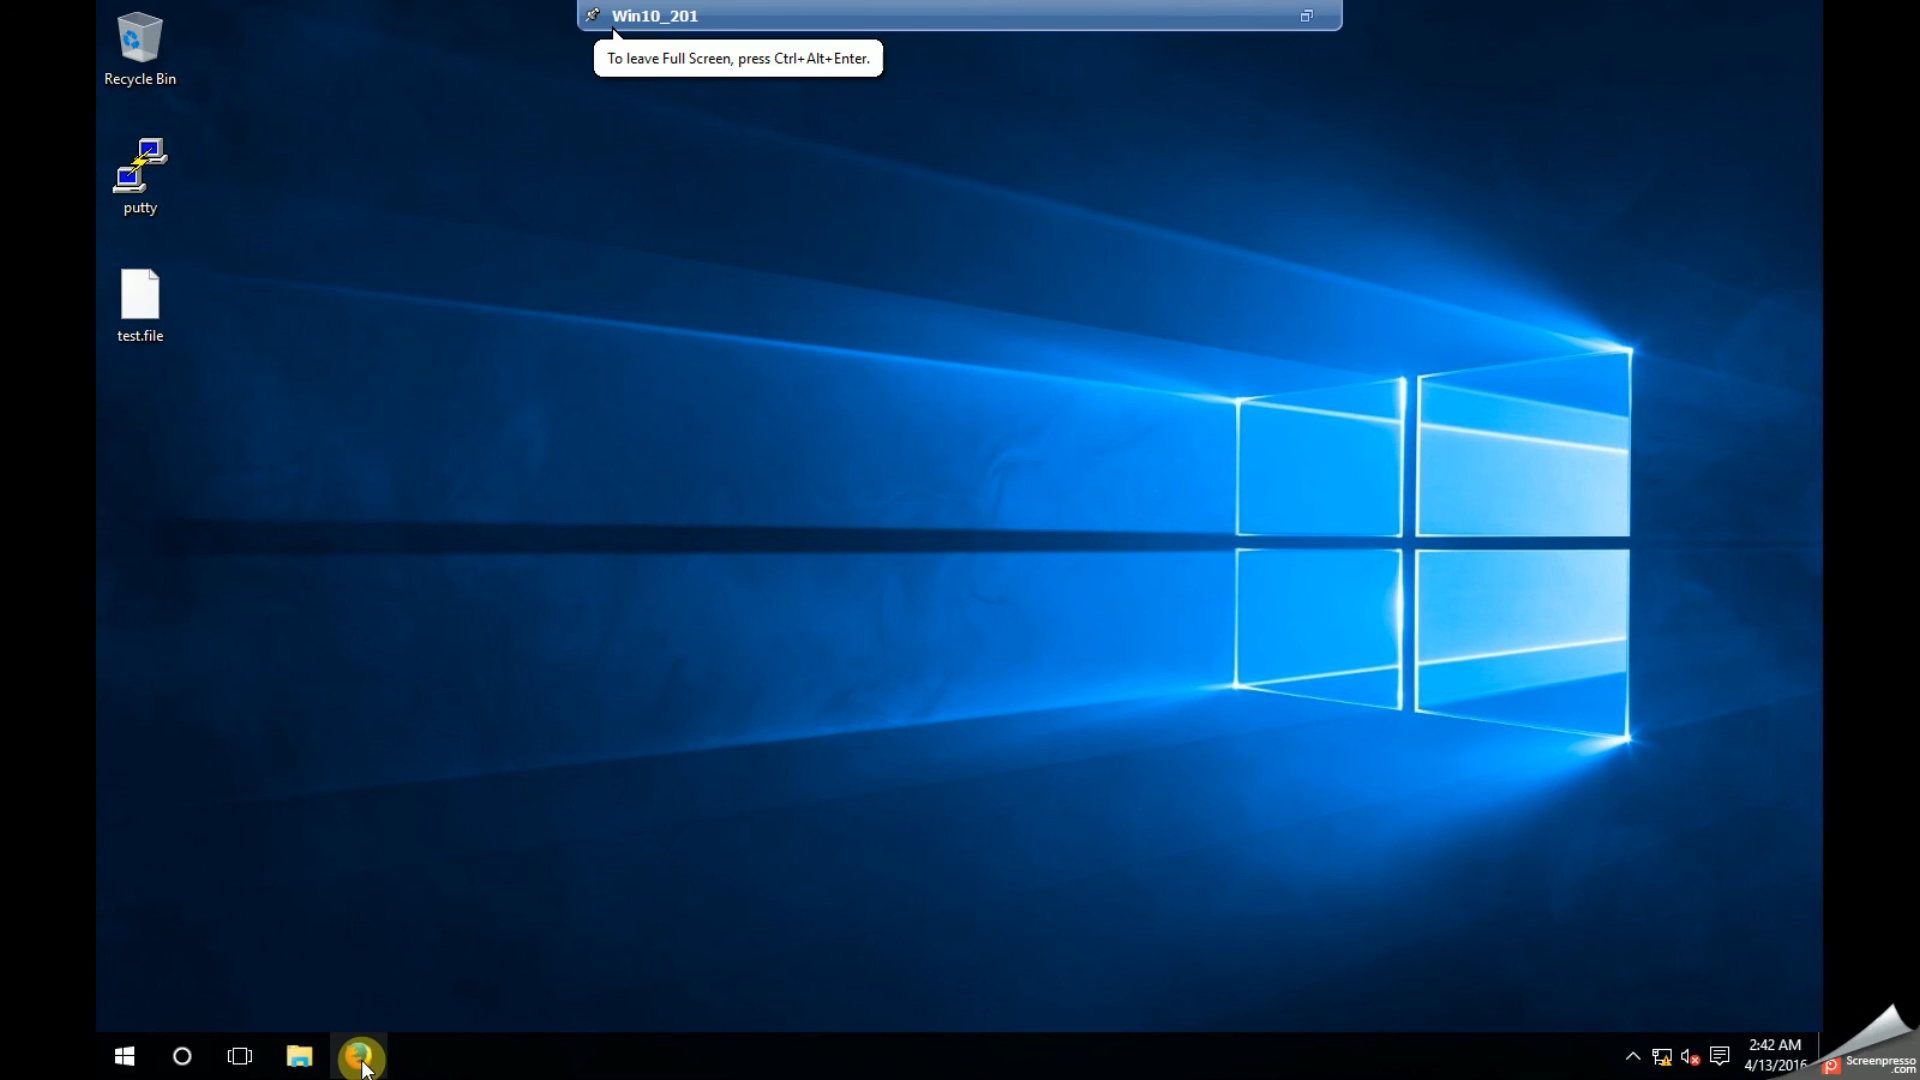 Win10_201
To leave Full Screen, press Ctrl+Alt+Enter.
Recycle Bin
putty
test.file
2:42 AM
4/13/2016
Screenpresso
.com